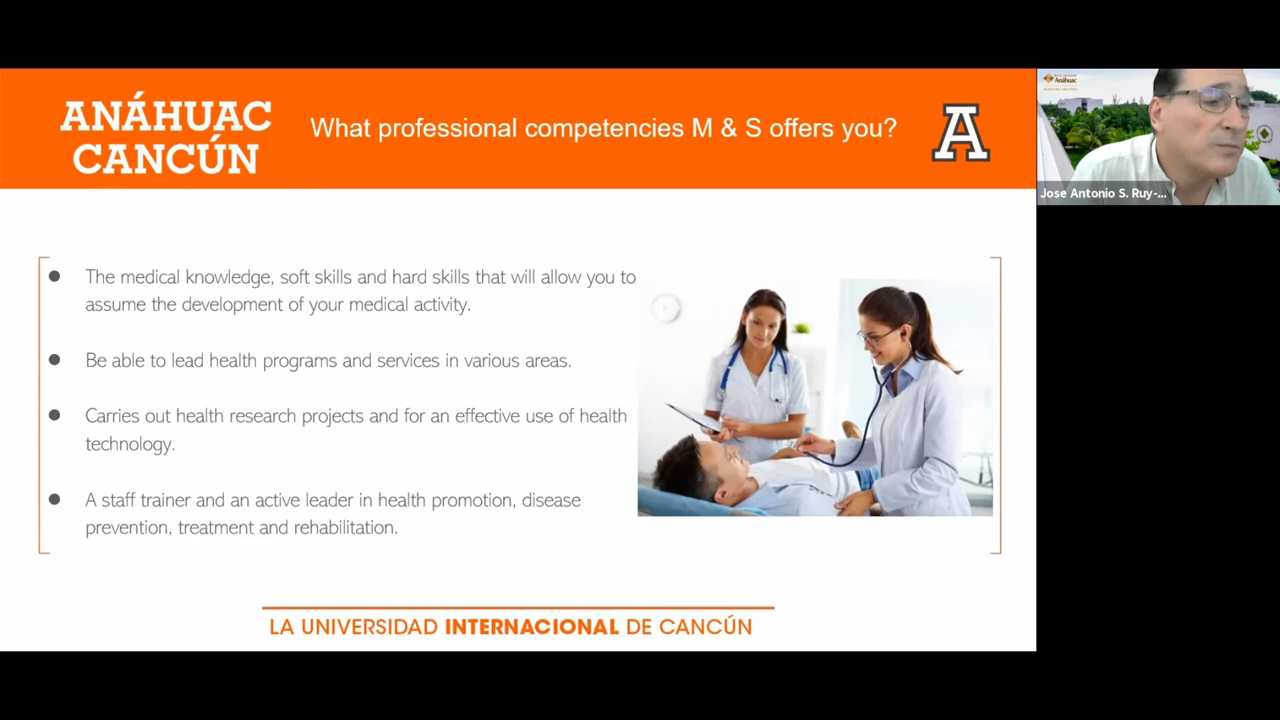 ANÁHUAC
CANCÚN
What professional competencies M & S offers you?
A
Anáhuac
Jose Antonio S. Ruy-...
● The medical knowledge, soft skills and hard skills that will allow you to
assume the development of your medical activity.
● Be able to lead health programs and services in various areas.
● Carries out health research projects and for an effective use of health
technology.
● A staff trainer and an active leader in health promotion, disease
prevention, treatment and rehabilitation.
LA UNIVERSIDAD INTERNACIONAL DE CANCÚN